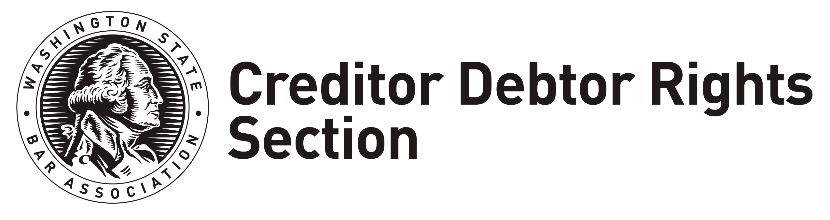 WASHINGTON STATE
BAR ASSOCIATION
Creditor Debtor Rights
Section